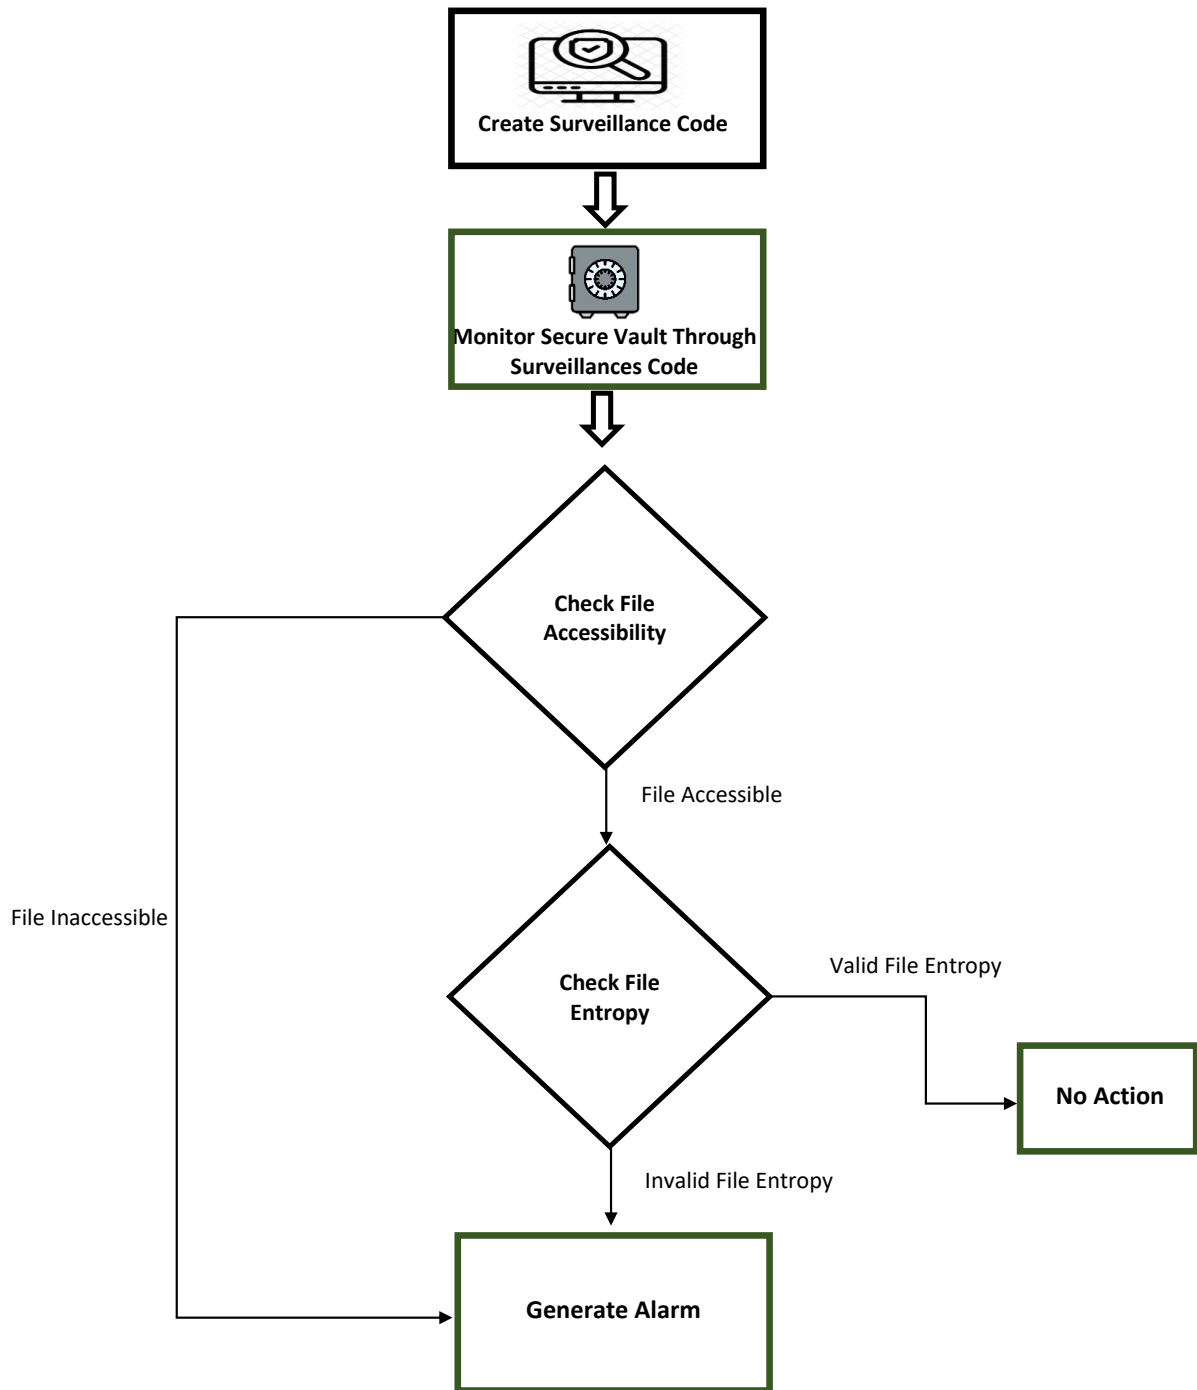 Create Surveillance Code
Monitor Secure Vault Through
Surveillances Code
Check File
Accessibility
File Accessible
File Inaccessible
Check File
Entropy
Valid File Entropy
No Action
Invalid File Entropy
Generate Alarm